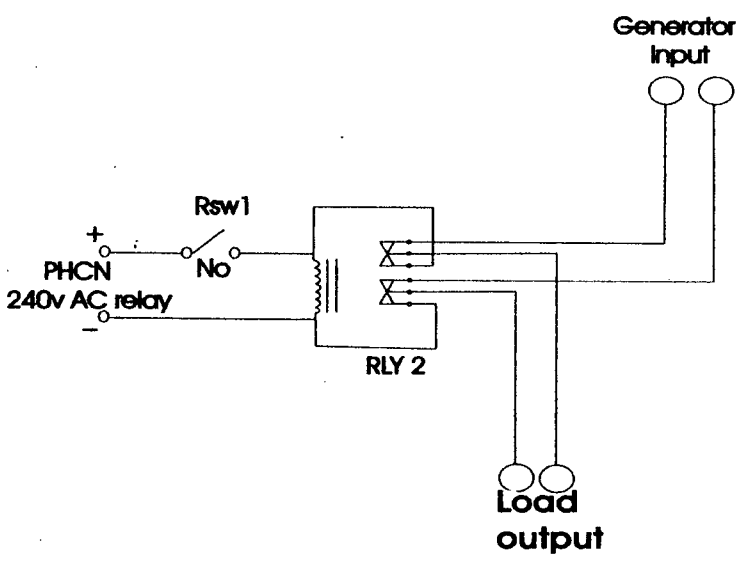 Generator
Input
Rsw1
+
No
PHCN
240v AC relay
−
RLY 2
Load
output